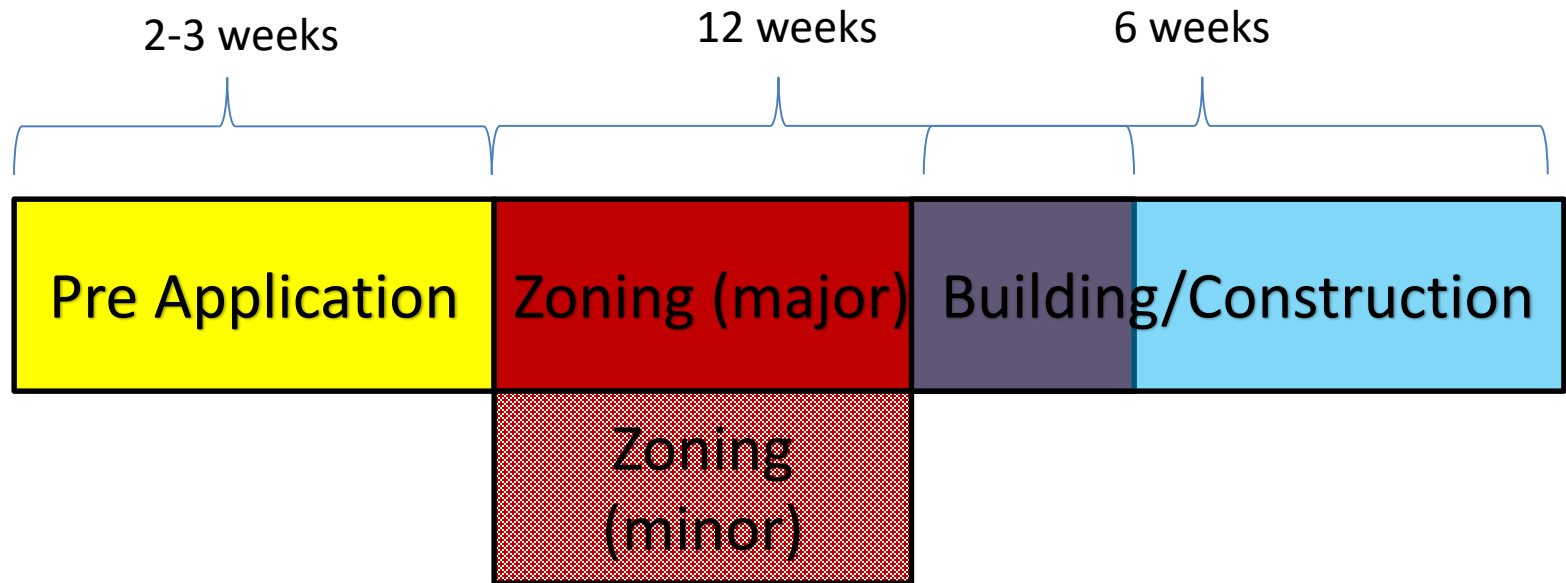 2-3 weeks
12 weeks
6 weeks
Pre Application
Zoning (major)
Building/Construction
Zoning
(minor)